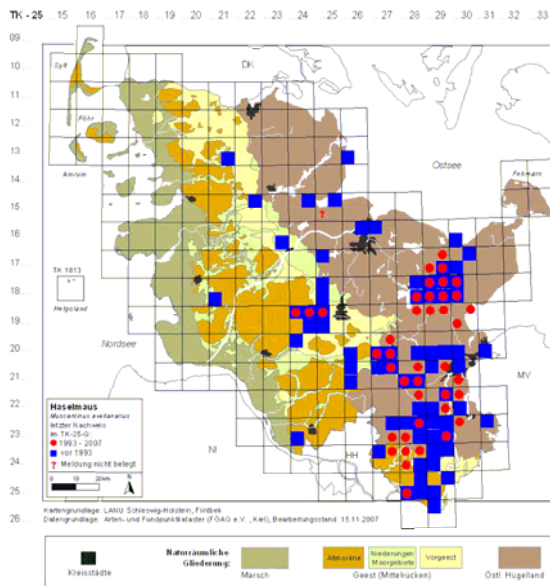 TK - 25 15 16 17 18 19 20 21 22 23 24 25 26 27 28 29 30 31 32 33
09
10
11
12
13
14
15
16
17
18
19
20
21
22
23
24
25
26
Sylt
DK
Föhr
Amrum
Ostsee
Fehmarn
?
TK 1813
Helgoland
Nordsee
MV
NI
HH
Haselmaus
Muscardinus avellanarius
letzter Nachweis
im TK-25-Q:
1993 - 2007
vor 1993
? Meldung nicht belegt
0 10 20km
N
Kartengrundlage: LANU Schleswig-Holstein, Flintbek
Datengrundlage: Arten- und Fundpunktkataster (FÖAG e.V., Kiel), Bearbeitungsstand: 15.11.2007
Kreisstädte
Naturräumliche Gliederung:
Marsch
Altmoräne
Niederungen Moorgebiete
Vorgeest
Geest (Mittelrücken)
Östl. Hügelland